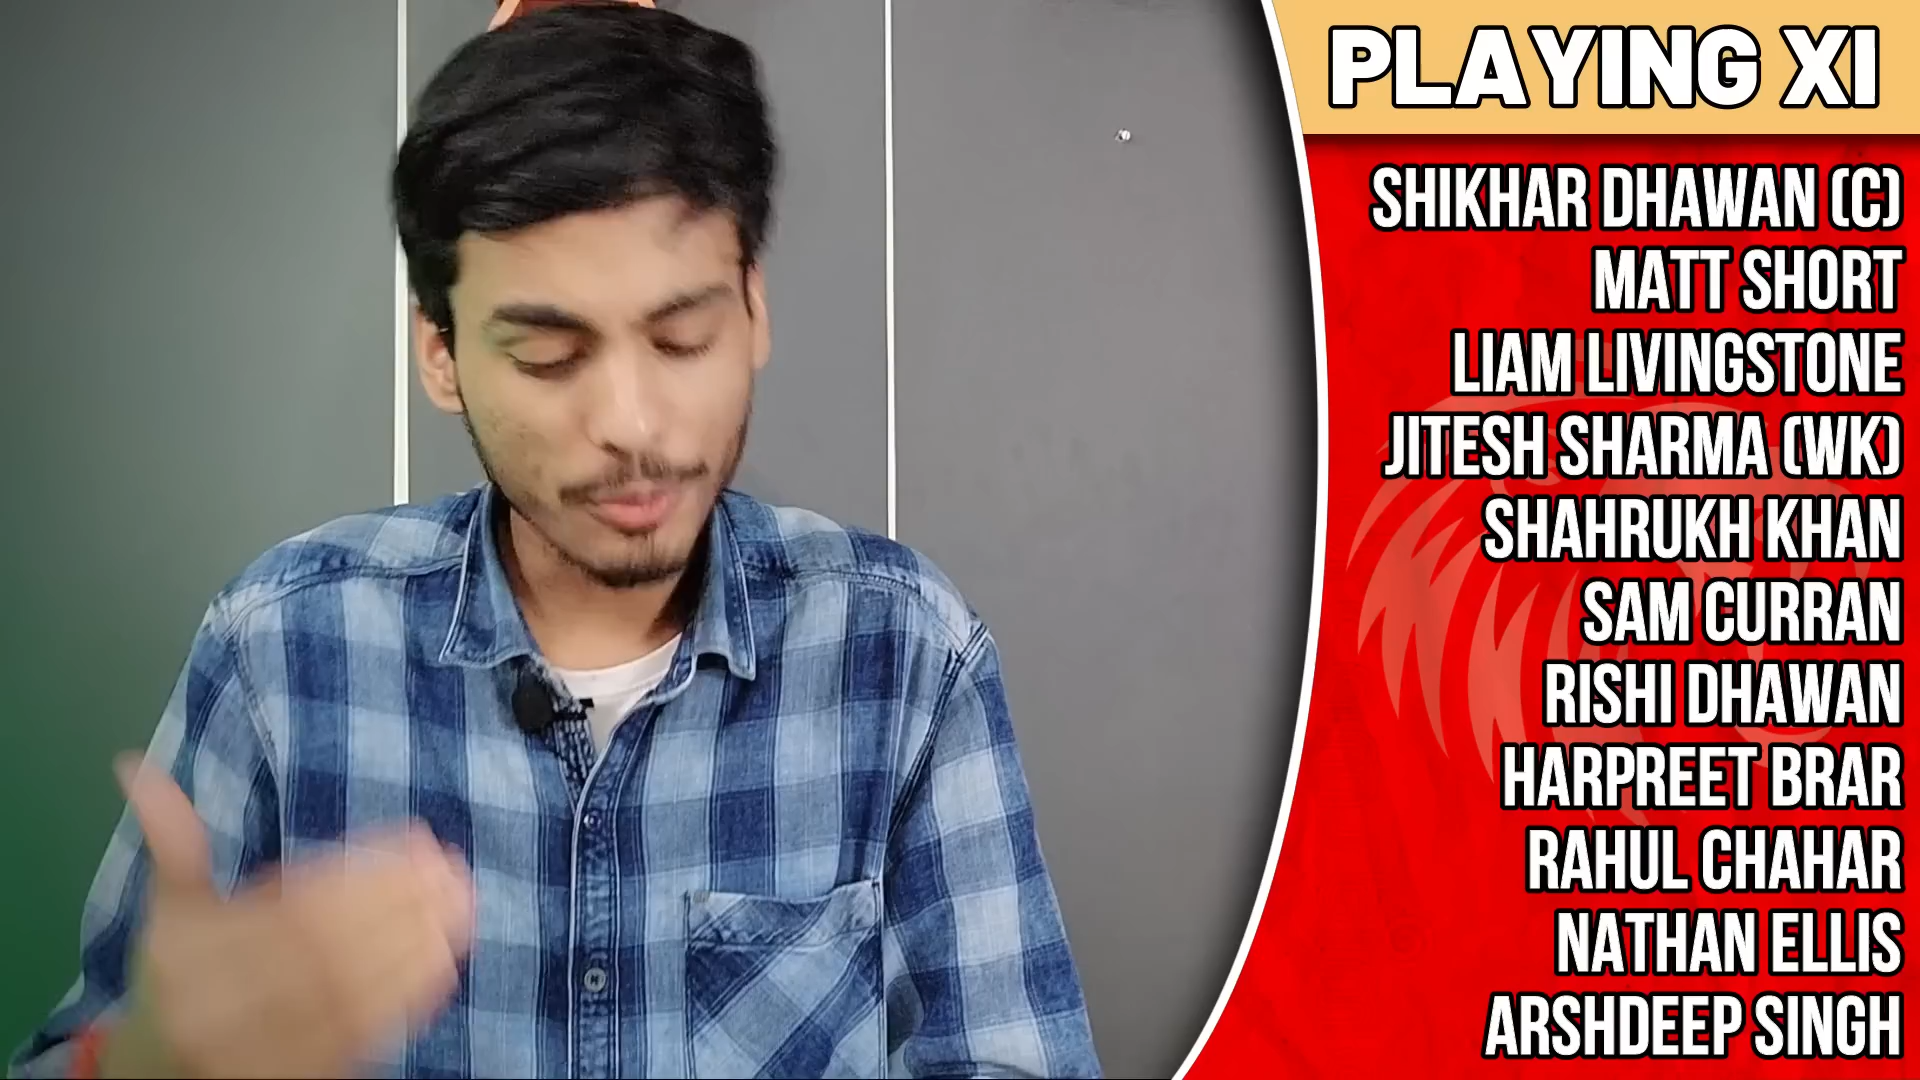 PLAYING XI
SHIKHAR DHAWAN (C)
MATT SHORT
LIAM LIVINGSTONE
JITESH SHARMA (WK)
SHAHRUKH KHAN
SAM CURRAN
RISHI DHAWAN
HARPREET BRAR
RAHUL CHAHAR
NATHAN ELLIS
ARSHDEEP SINGH